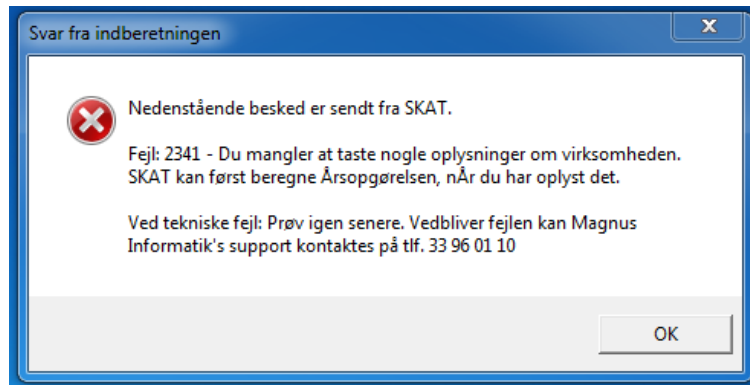 Svar fra indberetningen
Nedenstående besked er sendt fra SKAT.
Fejl: 2341 - Du mangler at taste nogle oplysninger om virksomheden.
SKAT kan først beregne Årsopgørelsen, nÅr du har oplyst det.
Ved tekniske fejl: Prøv igen senere. Vedbliver fejlen kan Magnus
Informatik's support kontaktes på tlf. 33 96 01 10
OK